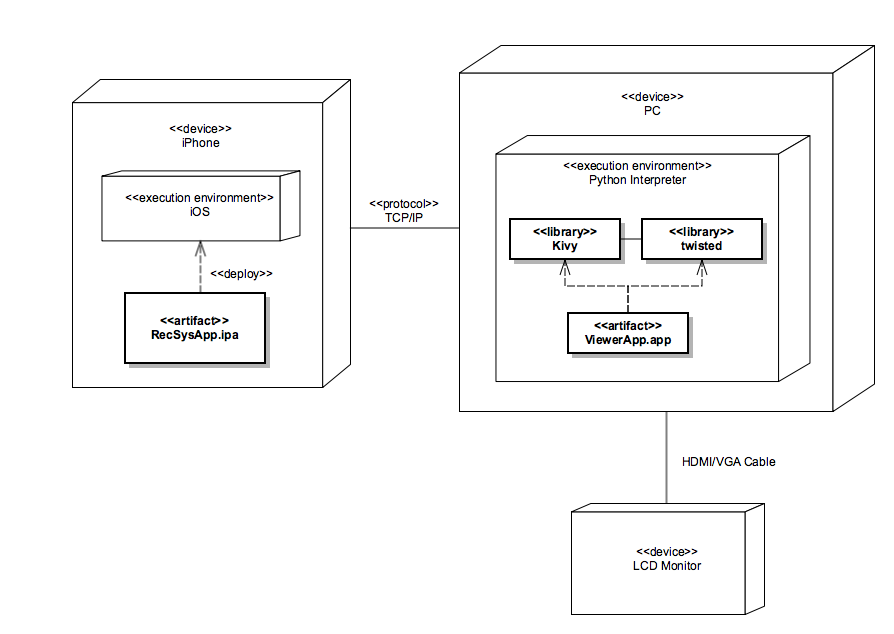 <<device>>
iPhone
<<execution environment>>
iOS
<<deploy>>
<<artifact>>
RecSysApp.ipa
<<protocol>>
TCP/IP
<<device>>
PC
<<execution environment>>
Python Interpreter
<<library>>
Kivy
<<library>>
twisted
<<artifact>>
ViewerApp.app
HDMI/VGA Cable
<<device>>
LCD Monitor